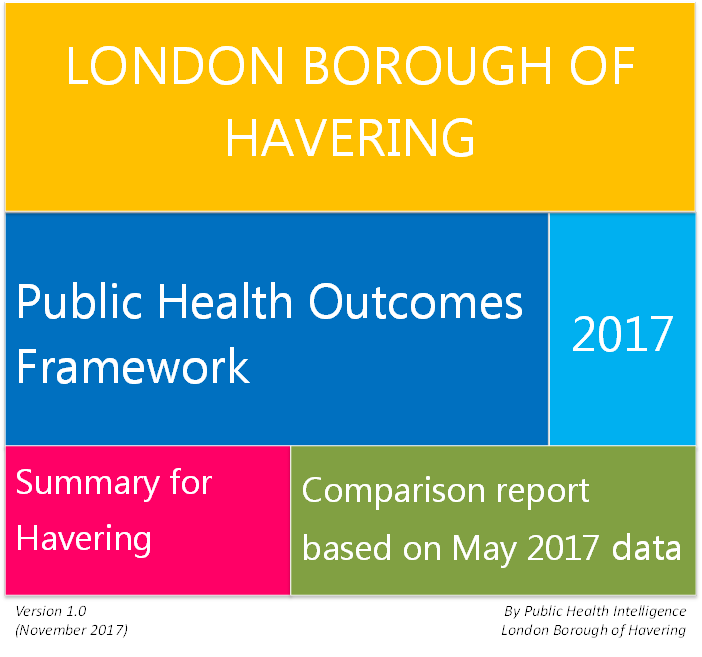 LONDON BOROUGH OF
HAVERING
Public Health Outcomes
Framework
2017
Summary for
Havering
Comparison report
based on May 2017 data
Version 1.0
(November 2017)
By Public Health Intelligence
London Borough of Havering